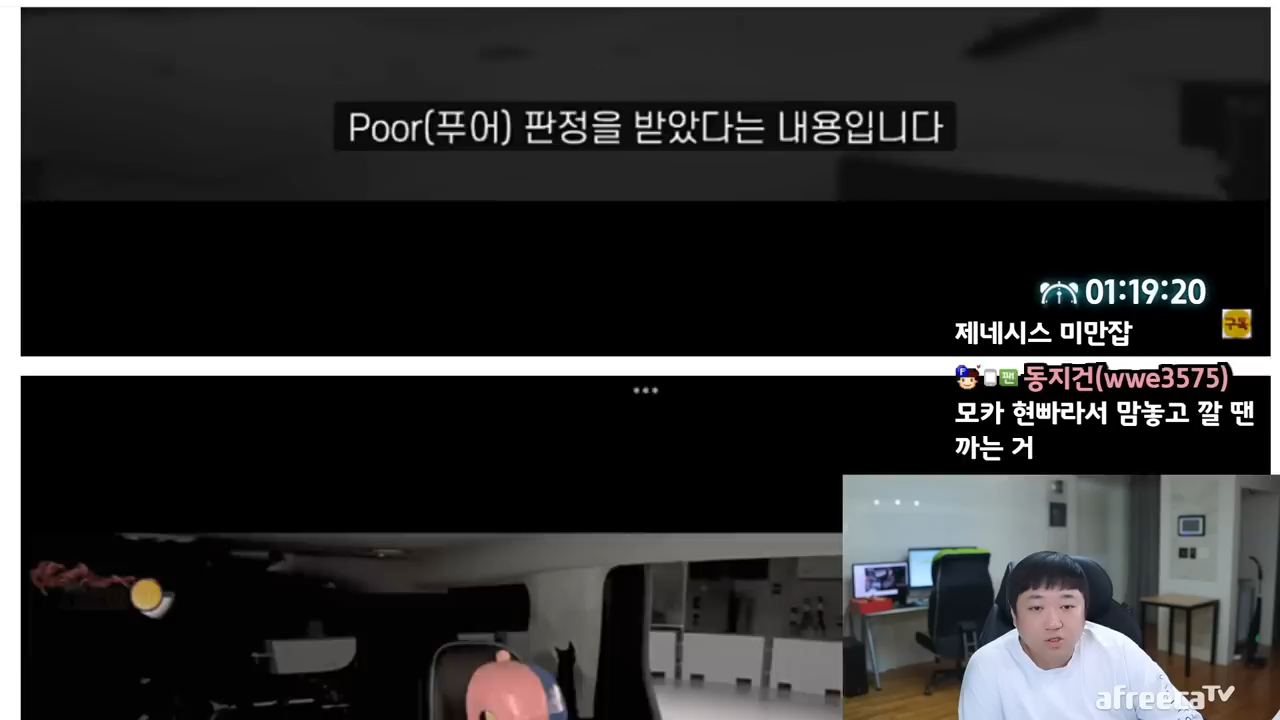 Poor(푸어) 판정을 받았다는 내용입니다
01:19:20
제네시스 미만잡
구독
팬 동지건(wwe3575)
모카 현빠라서 맘놓고 깔 땐
까는 거
afreecaTV